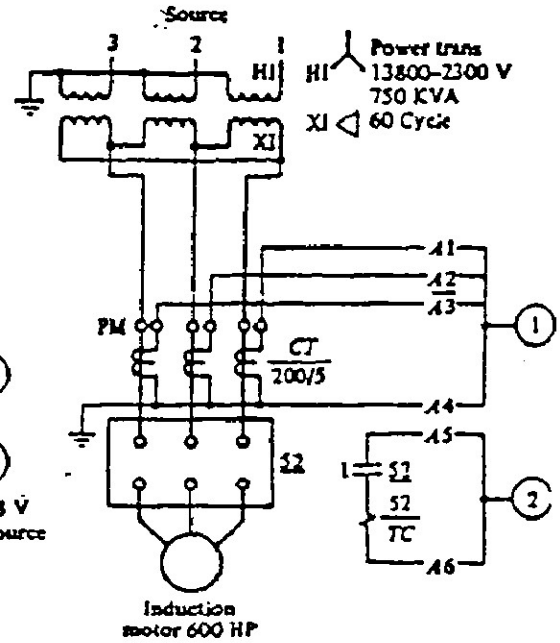 Source
3 2 1
H1 H1 Power trans
13800–2300 V
750 KVA
X1 X1 60 Cycle
A1
A2
A3
PM
CT
200/5
1
A4
A5
52
1 52
52
TC
2
A6
V
ource
Induction
motor 600 HP